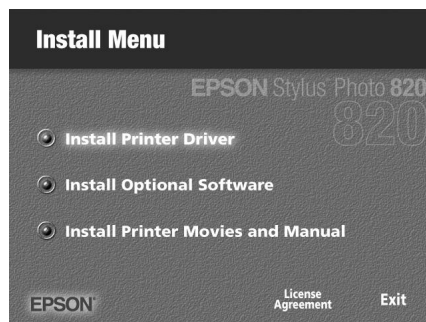 Install Menu
EPSON Stylus™ Photo 820
820
Install Printer Driver
Install Optional Software
Install Printer Movies and Manual
EPSON®
License
Agreement
Exit